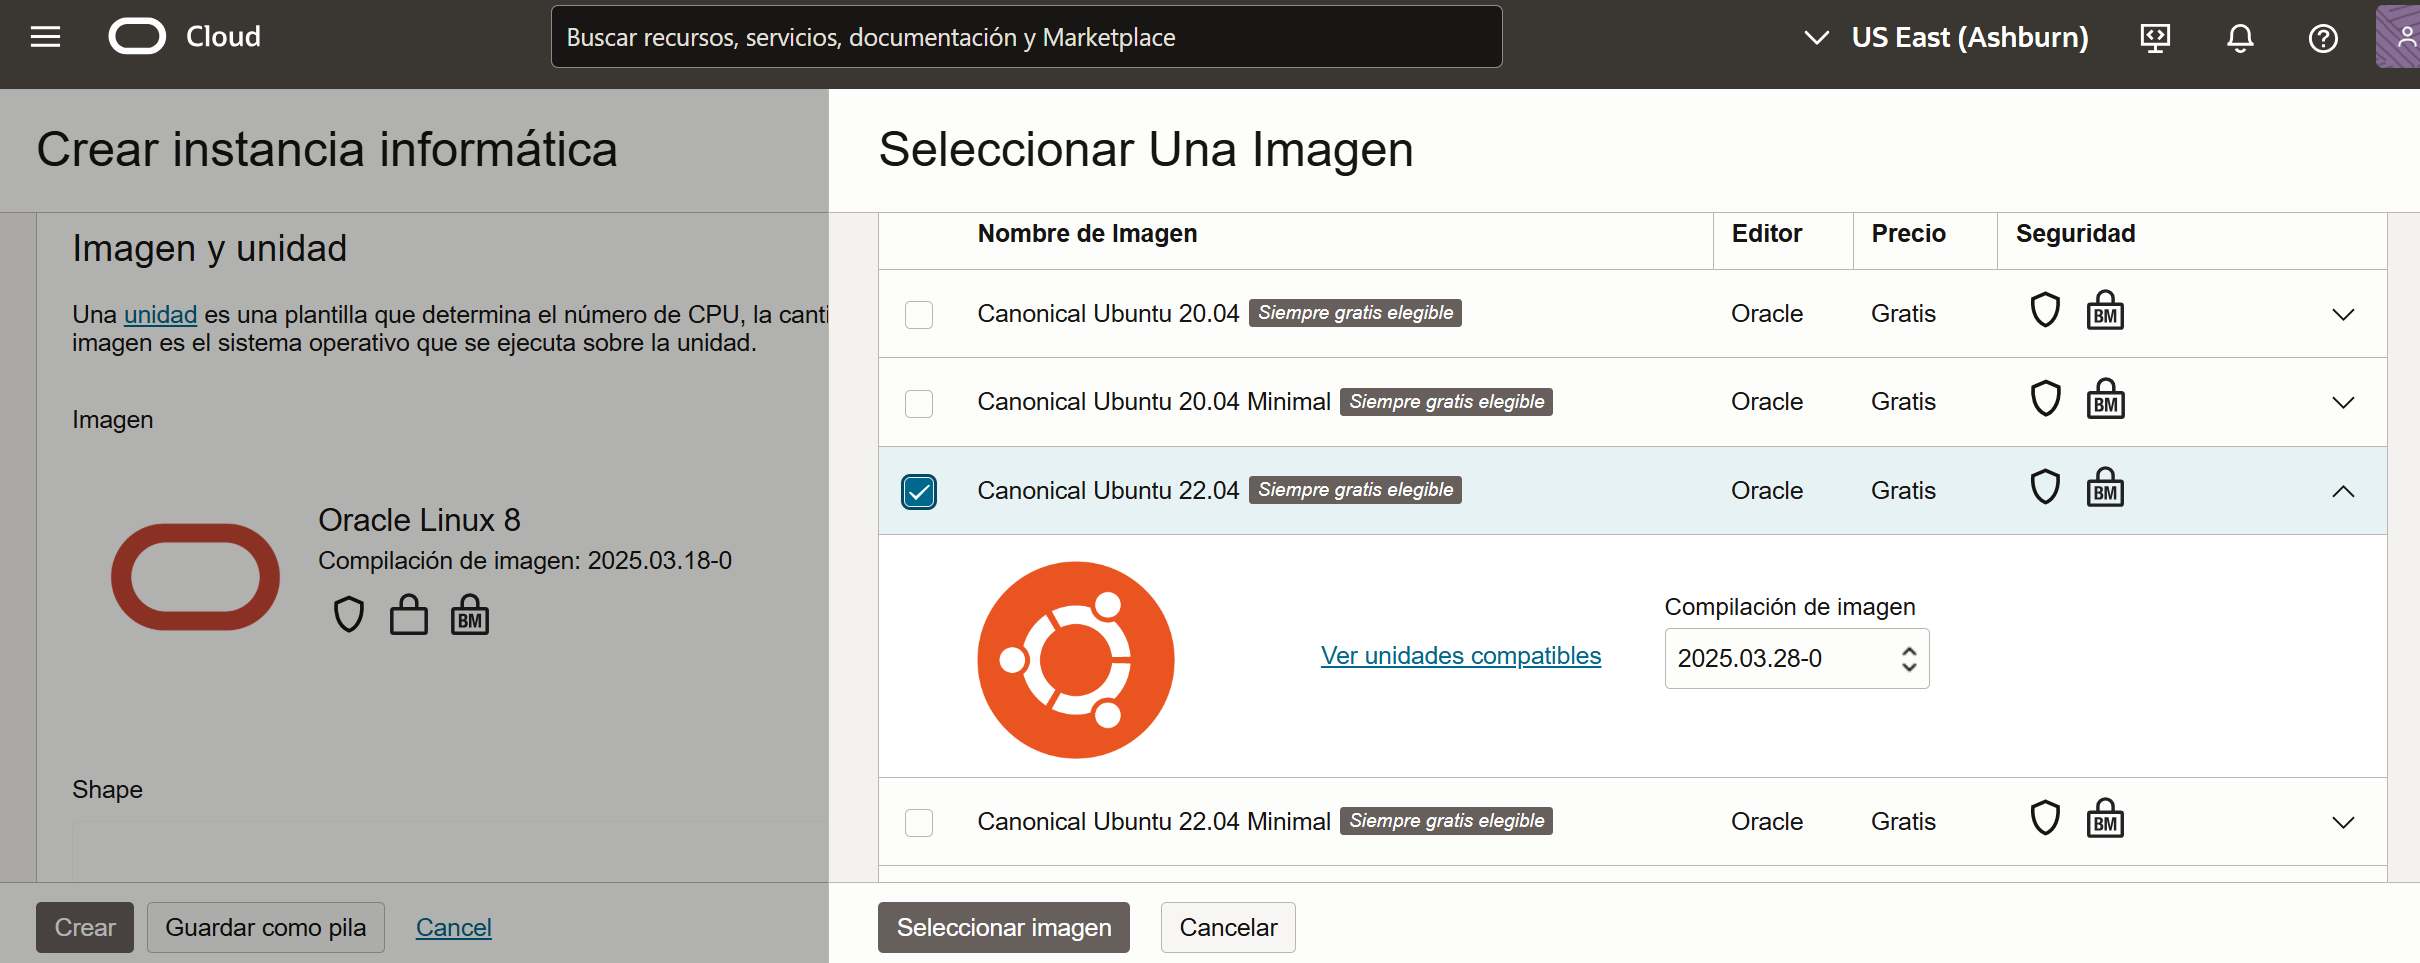 Cloud
Buscar recursos, servicios, documentación y Marketplace
US East (Ashburn)
Crear instancia informática
Imagen y unidad
Una unidad es una plantilla que determina el número de CPU, la canti
imagen es el sistema operativo que se ejecuta sobre la unidad.
Imagen
Oracle Linux 8
Compilación de imagen: 2025.03.18-0
BM
Shape
Crear
Guardar como pila
Cancel
Seleccionar Una Imagen
Nombre de Imagen Editor Precio Seguridad
Canonical Ubuntu 20.04 Siempre gratis elegible Oracle Gratis BM
Canonical Ubuntu 20.04 Minimal Siempre gratis elegible Oracle Gratis BM
Canonical Ubuntu 22.04 Siempre gratis elegible Oracle Gratis BM
Compilación de imagen
Ver unidades compatibles
2025.03.28-0
Canonical Ubuntu 22.04 Minimal Siempre gratis elegible Oracle Gratis BM
Seleccionar imagen
Cancelar